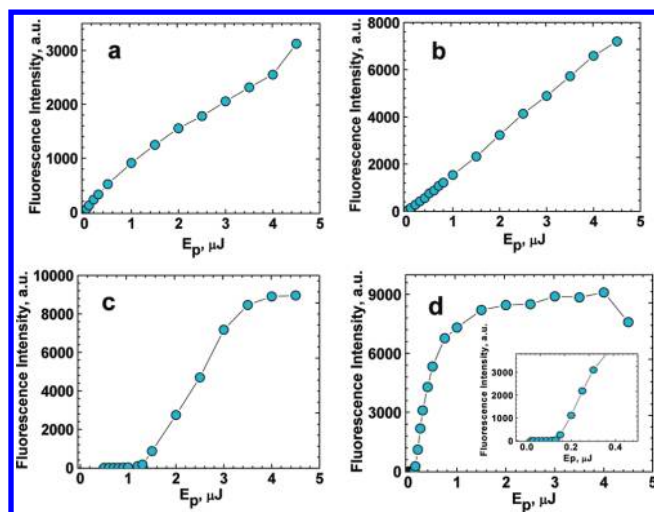 a
Fluorescence Intensity, a.u.
3000
2000
1000
0
0 1 2 3 4 5
Ep, μJ
b
Fluorescence Intensity, a.u.
8000
6000
4000
2000
0
0 1 2 3 4 5
Ep, μJ
c
Fluorescence Intensity, a.u.
10000
8000
6000
4000
2000
0
0 1 2 3 4 5
Ep, μJ
d
Fluorescence Intensity, a.u.
9000
6000
3000
0
0 1 2 3 4 5
Ep, μJ
Fluorescence Intensity, a.u.
3000
2000
1000
0
0.0 0.2 0.4
Ep, μJ